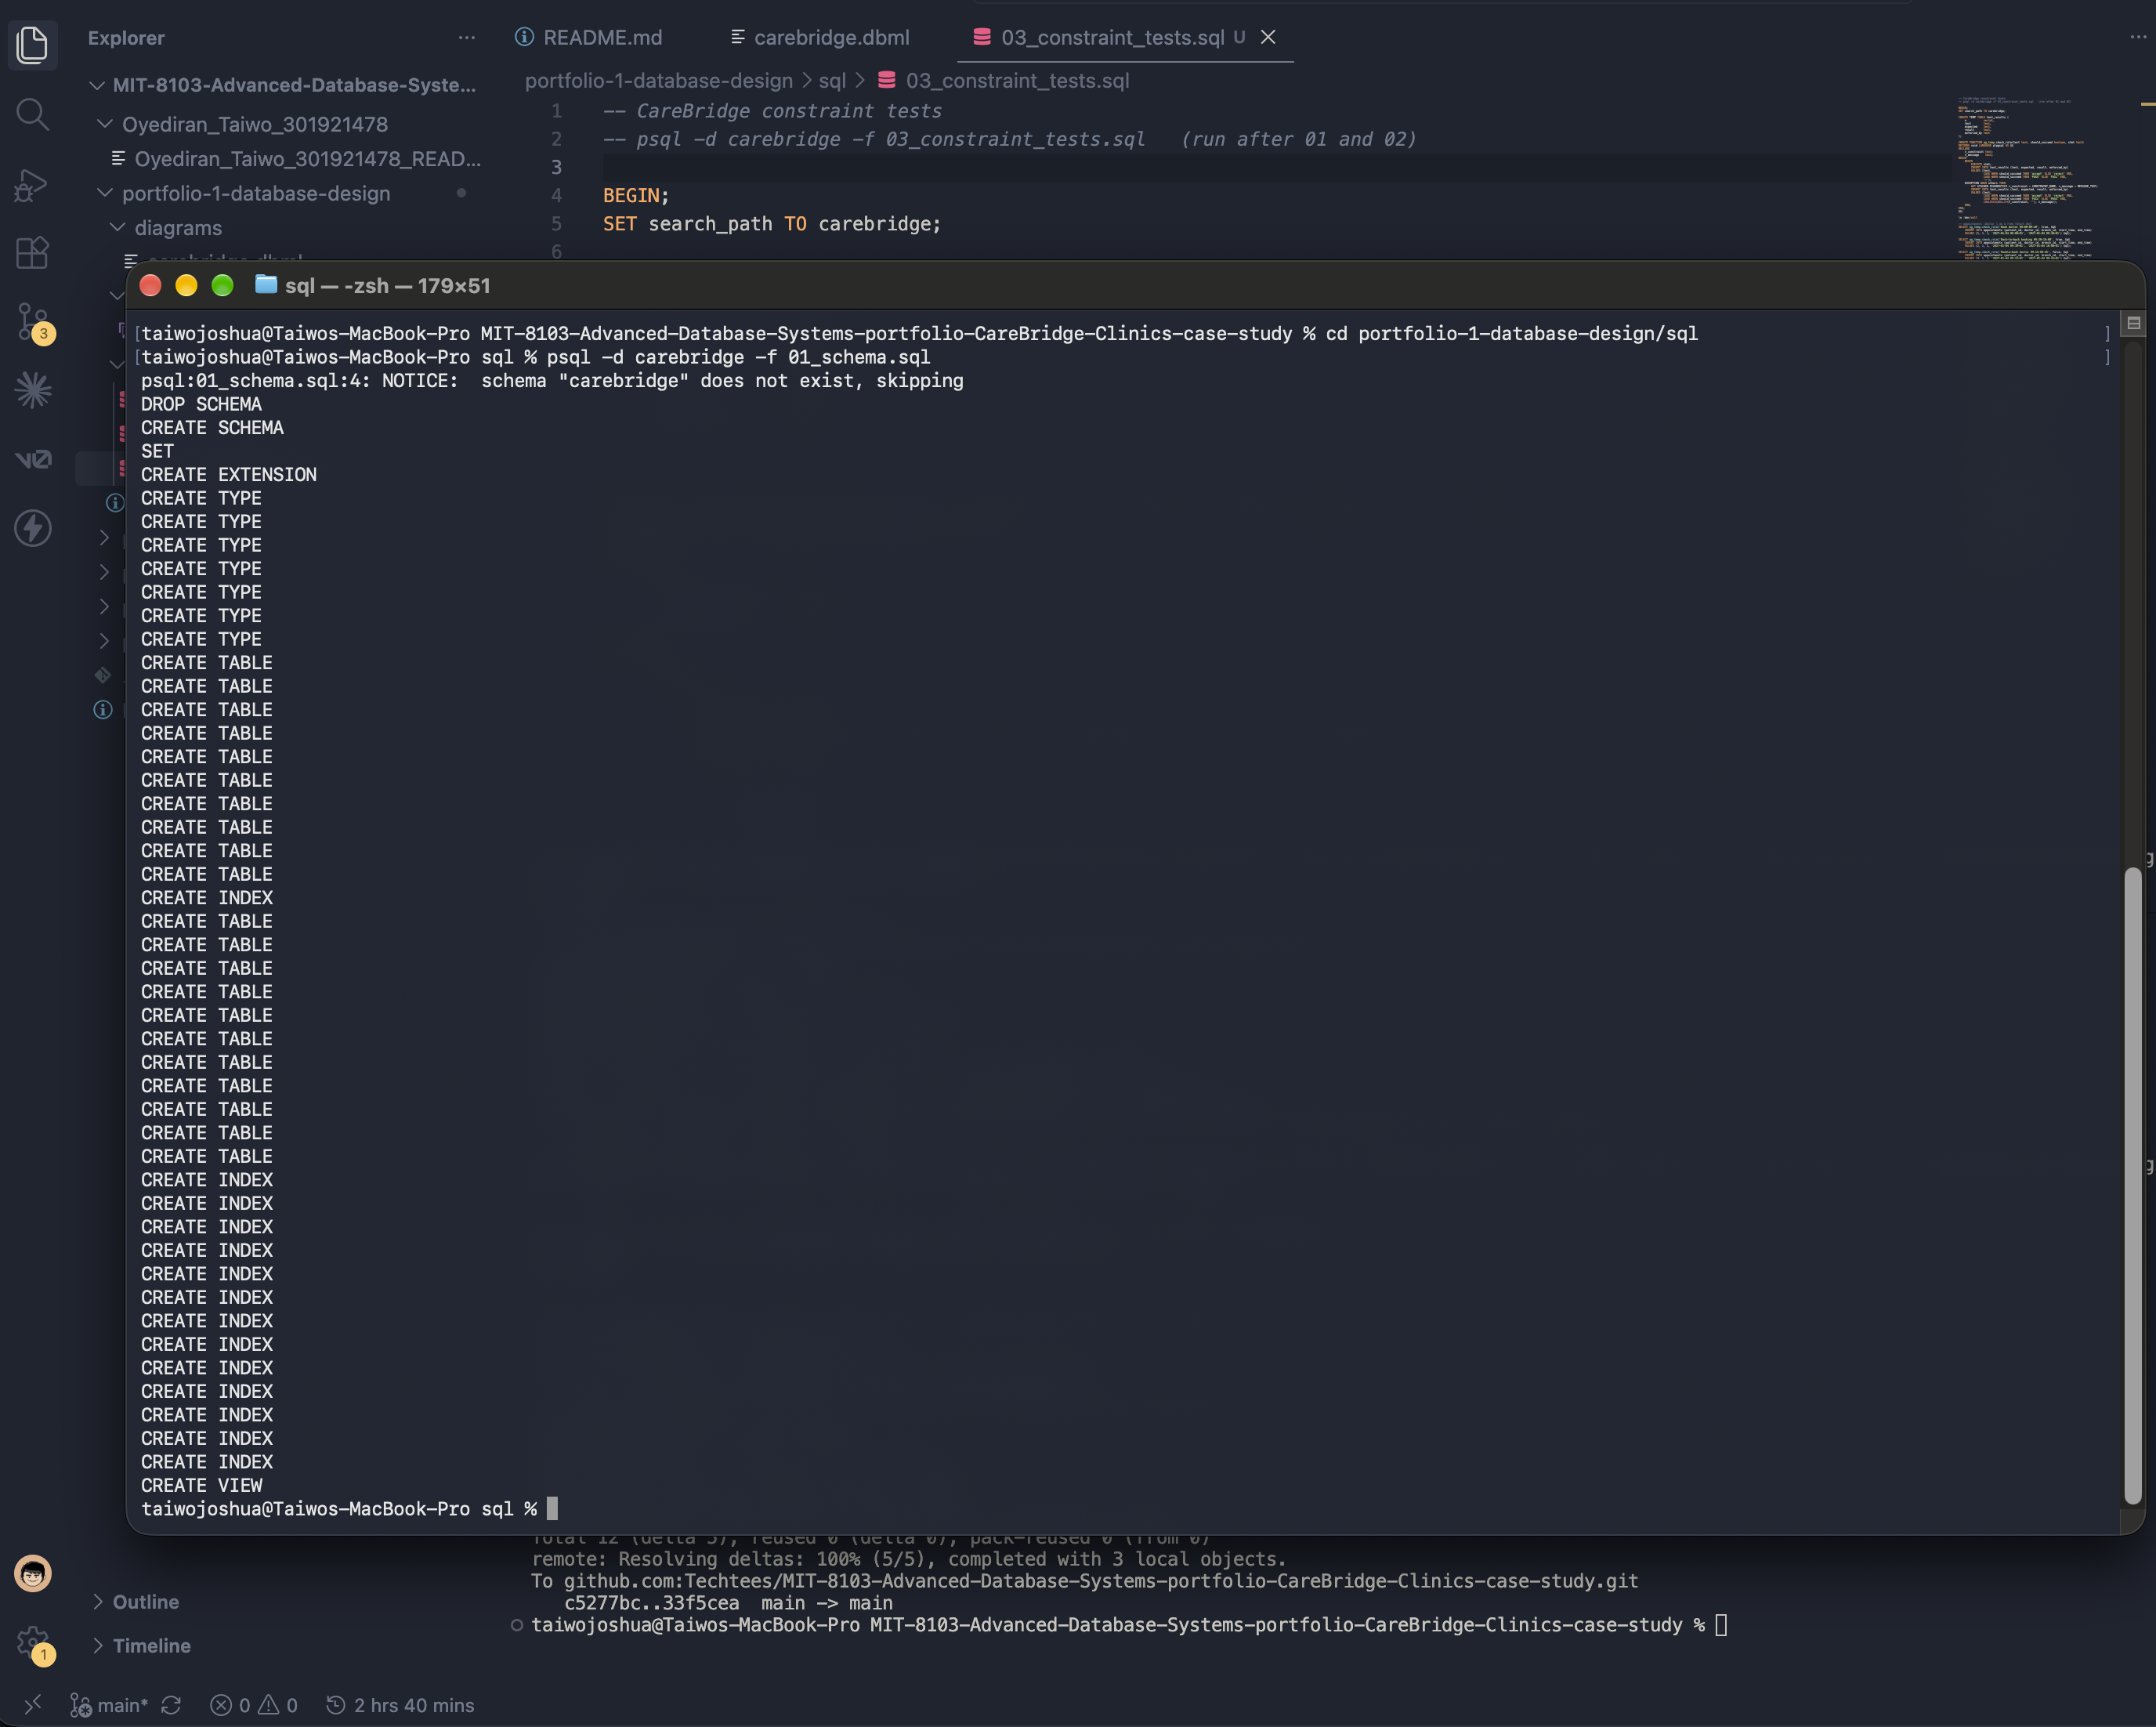 Explorer
README.md
carebridge.dbml
03_constraint_tests.sql U
MIT-8103-Advanced-Database-Syste...
Oyediran_Taiwo_301921478
Oyediran_Taiwo_301921478_READ...
portfolio-1-database-design
diagrams
portfolio-1-database-design > sql > 03_constraint_tests.sql
1 -- CareBridge constraint tests
2 -- psql -d carebridge -f 03_constraint_tests.sql (run after 01 and 02)
3
4 BEGIN;
5 SET search_path TO carebridge;
6
sql — -zsh — 179×51
[taiwojoshua@Taiwos-MacBook-Pro MIT-8103-Advanced-Database-Systems-portfolio-CareBridge-Clinics-case-study % cd portfolio-1-database-design/sql ]
[taiwojoshua@Taiwos-MacBook-Pro sql % psql -d carebridge -f 01_schema.sql ]
psql:01_schema.sql:4: NOTICE:  schema "carebridge" does not exist, skipping
DROP SCHEMA
CREATE SCHEMA
SET
CREATE EXTENSION
CREATE TYPE
CREATE TYPE
CREATE TYPE
CREATE TYPE
CREATE TYPE
CREATE TYPE
CREATE TYPE
CREATE TABLE
CREATE TABLE
CREATE TABLE
CREATE TABLE
CREATE TABLE
CREATE TABLE
CREATE TABLE
CREATE TABLE
CREATE TABLE
CREATE TABLE
CREATE INDEX
CREATE TABLE
CREATE TABLE
CREATE TABLE
CREATE TABLE
CREATE TABLE
CREATE TABLE
CREATE TABLE
CREATE TABLE
CREATE TABLE
CREATE TABLE
CREATE TABLE
CREATE INDEX
CREATE INDEX
CREATE INDEX
CREATE INDEX
CREATE INDEX
CREATE INDEX
CREATE INDEX
CREATE INDEX
CREATE INDEX
CREATE INDEX
CREATE INDEX
CREATE INDEX
CREATE INDEX
CREATE VIEW
taiwojoshua@Taiwos-MacBook-Pro sql %
3
remote: Resolving deltas: 100% (5/5), completed with 3 local objects.
To github.com:Techtees/MIT-8103-Advanced-Database-Systems-portfolio-CareBridge-Clinics-case-study.git
c5277bc..33f5cea  main -> main
taiwojoshua@Taiwos-MacBook-Pro MIT-8103-Advanced-Database-Systems-portfolio-CareBridge-Clinics-case-study %
Outline
Timeline
1
main* 0 0 2 hrs 40 mins